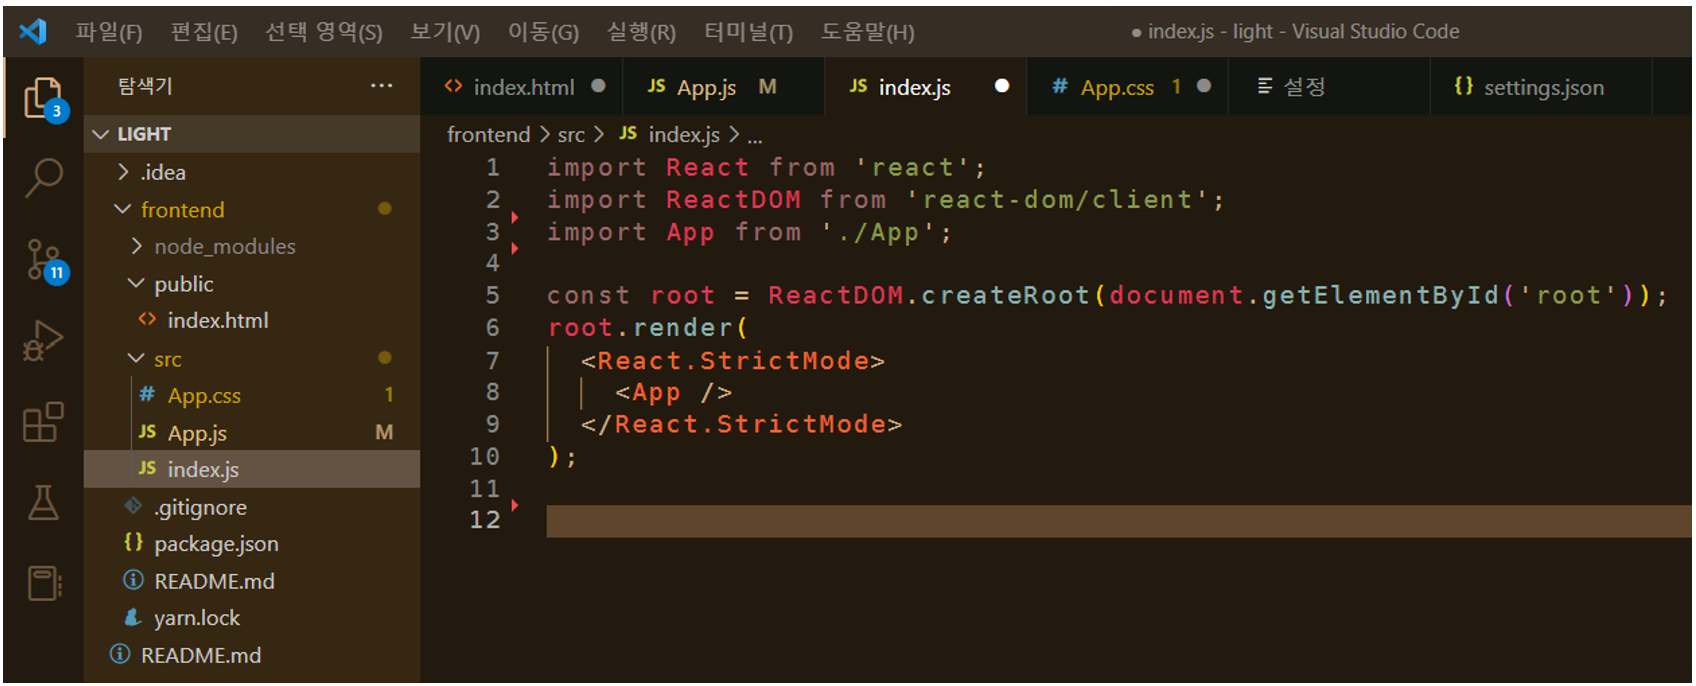 파일(F) 편집(E) 선택 영역(S) 보기(V) 이동(G) 실행(R) 터미널(T) 도움말(H) ● index.js - light - Visual Studio Code
탐색기 ...
index.html ●
JS App.js M
JS index.js ●
# App.css 1 ●
설정
{} settings.json
3
11
LIGHT
.idea
frontend
node_modules
public
<> index.html
src
# App.css 1
JS App.js M
JS index.js
.gitignore
{} package.json
README.md
yarn.lock
README.md
frontend > src > JS index.js > ...
1 import React from 'react';
2 import ReactDOM from 'react-dom/client';
3 import App from './App';
4
5 const root = ReactDOM.createRoot(document.getElementById('root'));
6 root.render(
7 <React.StrictMode>
8 <App />
9 </React.StrictMode>
10 );
11
12